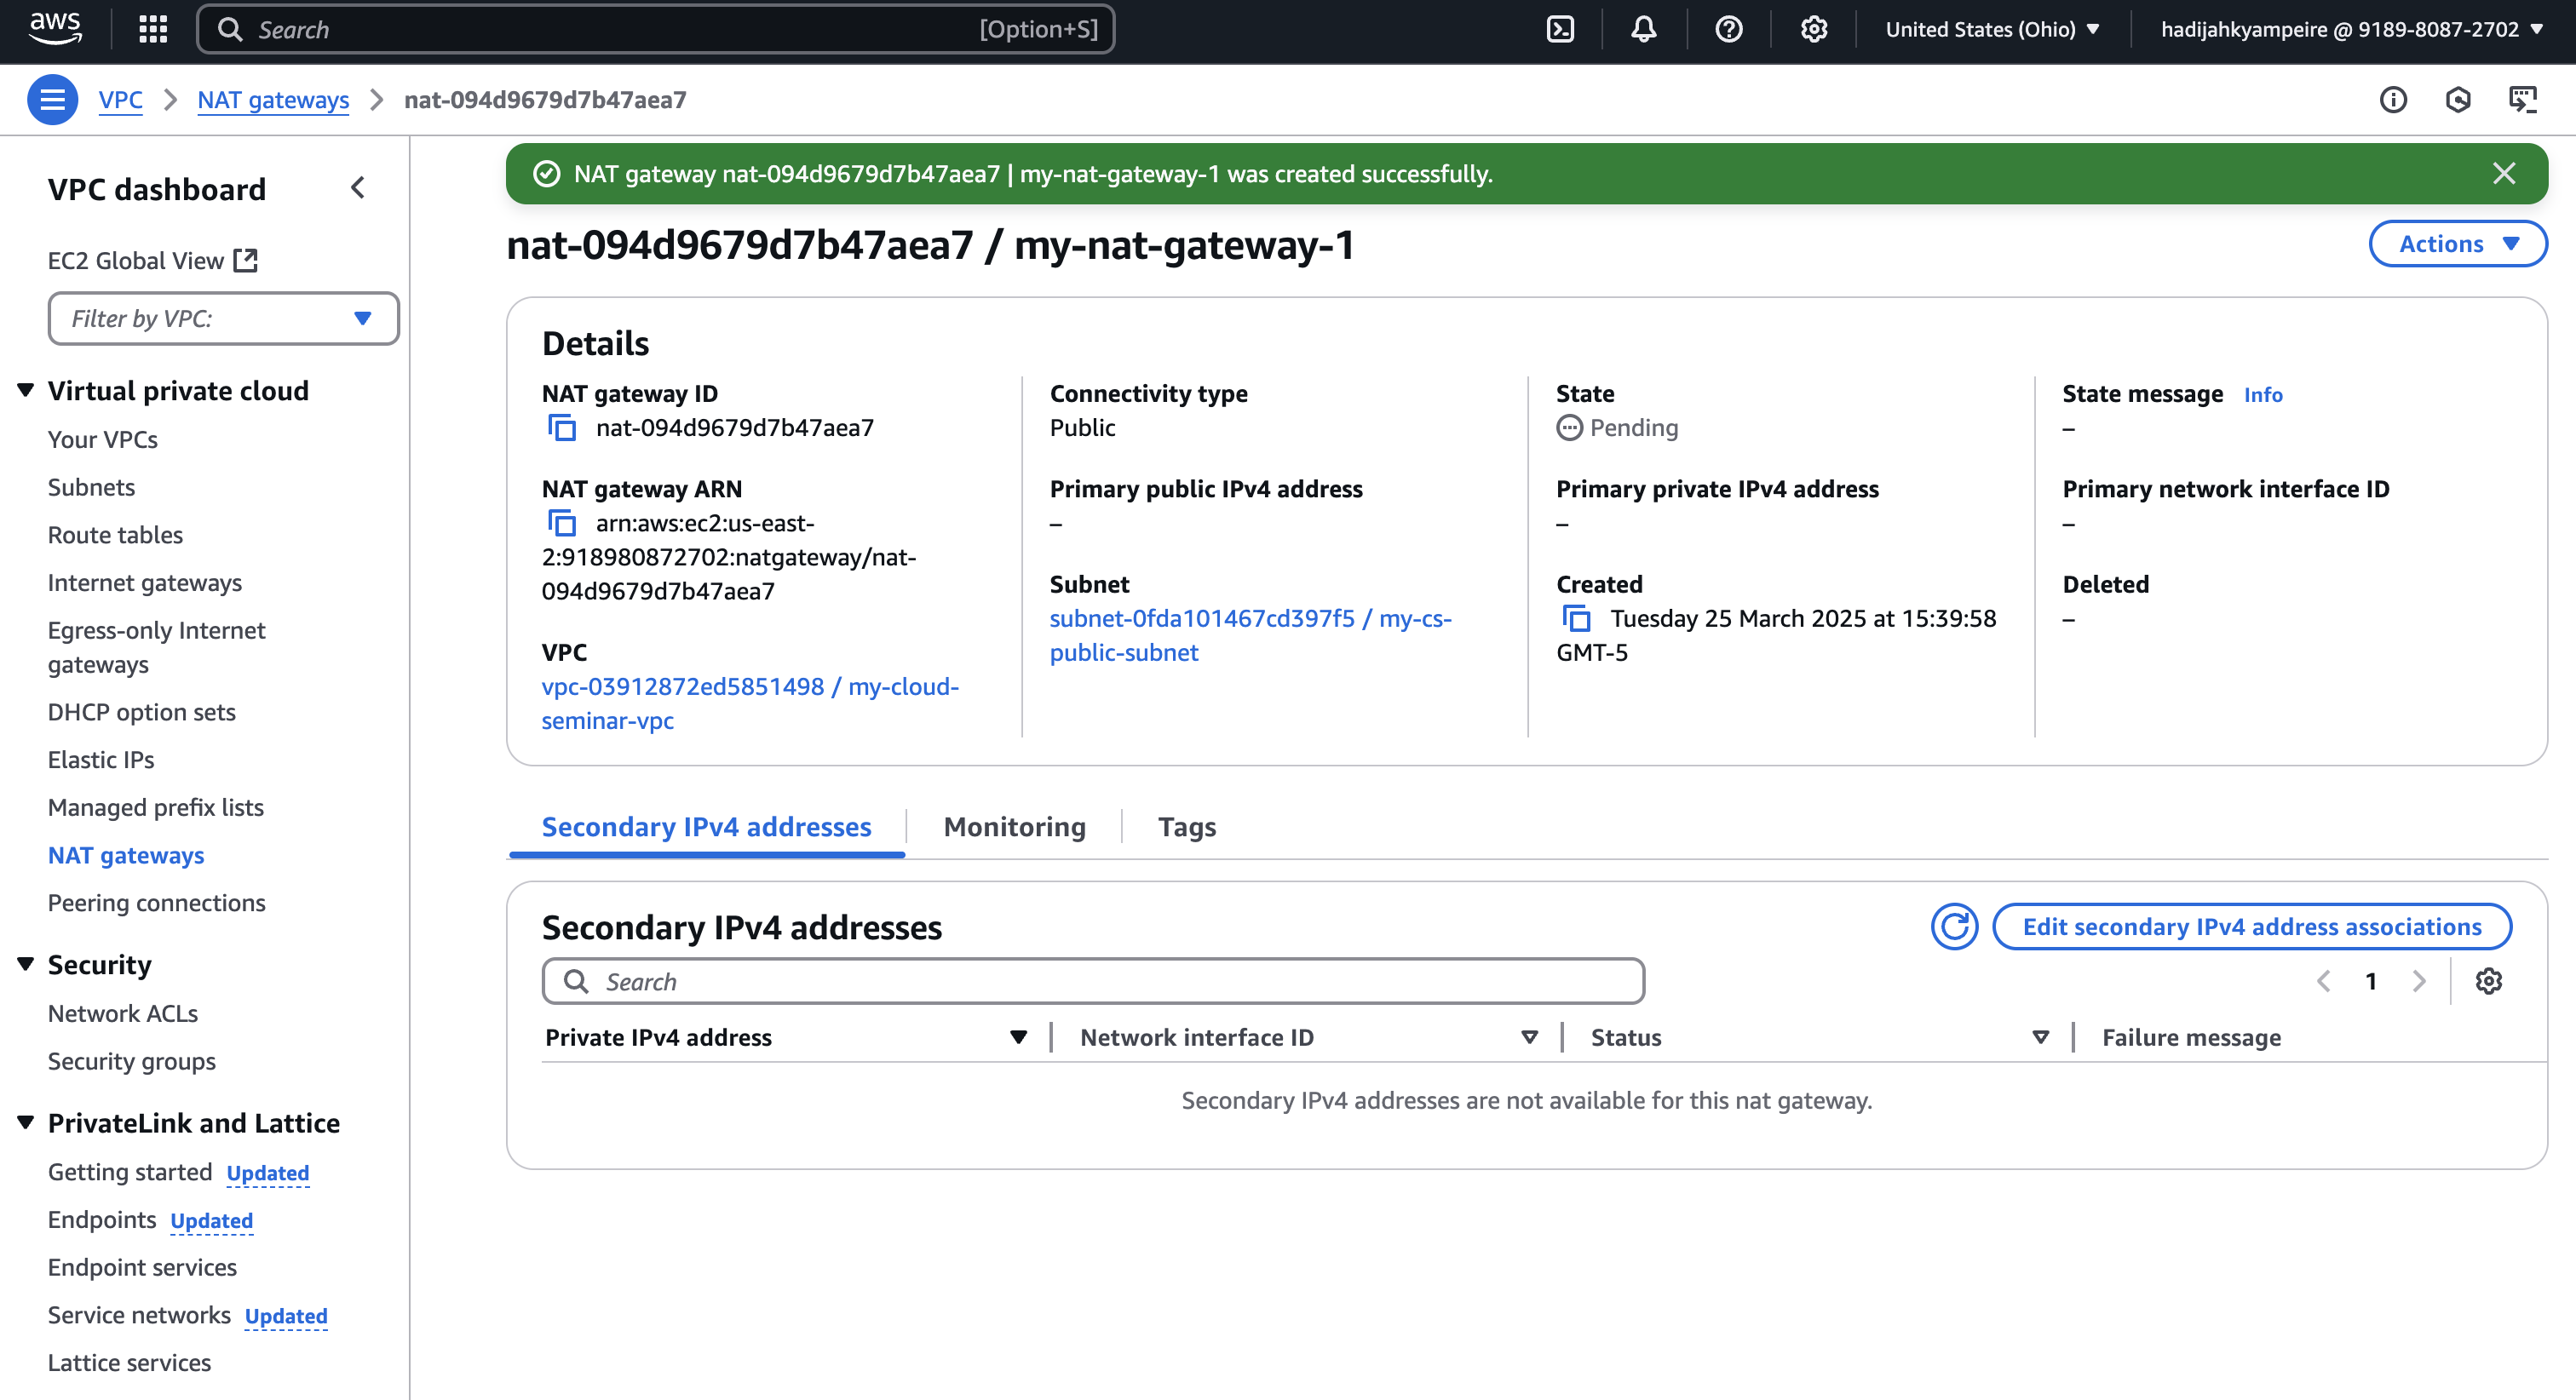 aws
Search
[Option+S]
United States (Ohio)
hadijahkyampeire @ 9189-8087-2702
VPC
NAT gateways
nat-094d9679d7b47aea7
VPC dashboard
EC2 Global View
Filter by VPC:
Virtual private cloud
Your VPCs
Subnets
Route tables
Internet gateways
Egress-only Internet
gateways
DHCP option sets
Elastic IPs
Managed prefix lists
NAT gateways
Peering connections
Security
Network ACLs
Security groups
PrivateLink and Lattice
Getting started Updated
Endpoints Updated
Endpoint services
Service networks Updated
Lattice services
NAT gateway nat-094d9679d7b47aea7 | my-nat-gateway-1 was created successfully.
nat-094d9679d7b47aea7 / my-nat-gateway-1
Actions
Details
NAT gateway ID
nat-094d9679d7b47aea7
NAT gateway ARN
arn:aws:ec2:us-east-
2:918980872702:natgateway/nat-
094d9679d7b47aea7
VPC
vpc-03912872ed5851498 / my-cloud-
seminar-vpc
Connectivity type
Public
Primary public IPv4 address
–
Subnet
subnet-0fda101467cd397f5 / my-cs-
public-subnet
State
Pending
Primary private IPv4 address
–
Created
Tuesday 25 March 2025 at 15:39:58
GMT-5
State message Info
–
Primary network interface ID
–
Deleted
–
Secondary IPv4 addresses
Monitoring
Tags
Secondary IPv4 addresses
Edit secondary IPv4 address associations
Search
1
Private IPv4 address
Network interface ID
Status
Failure message
Secondary IPv4 addresses are not available for this nat gateway.